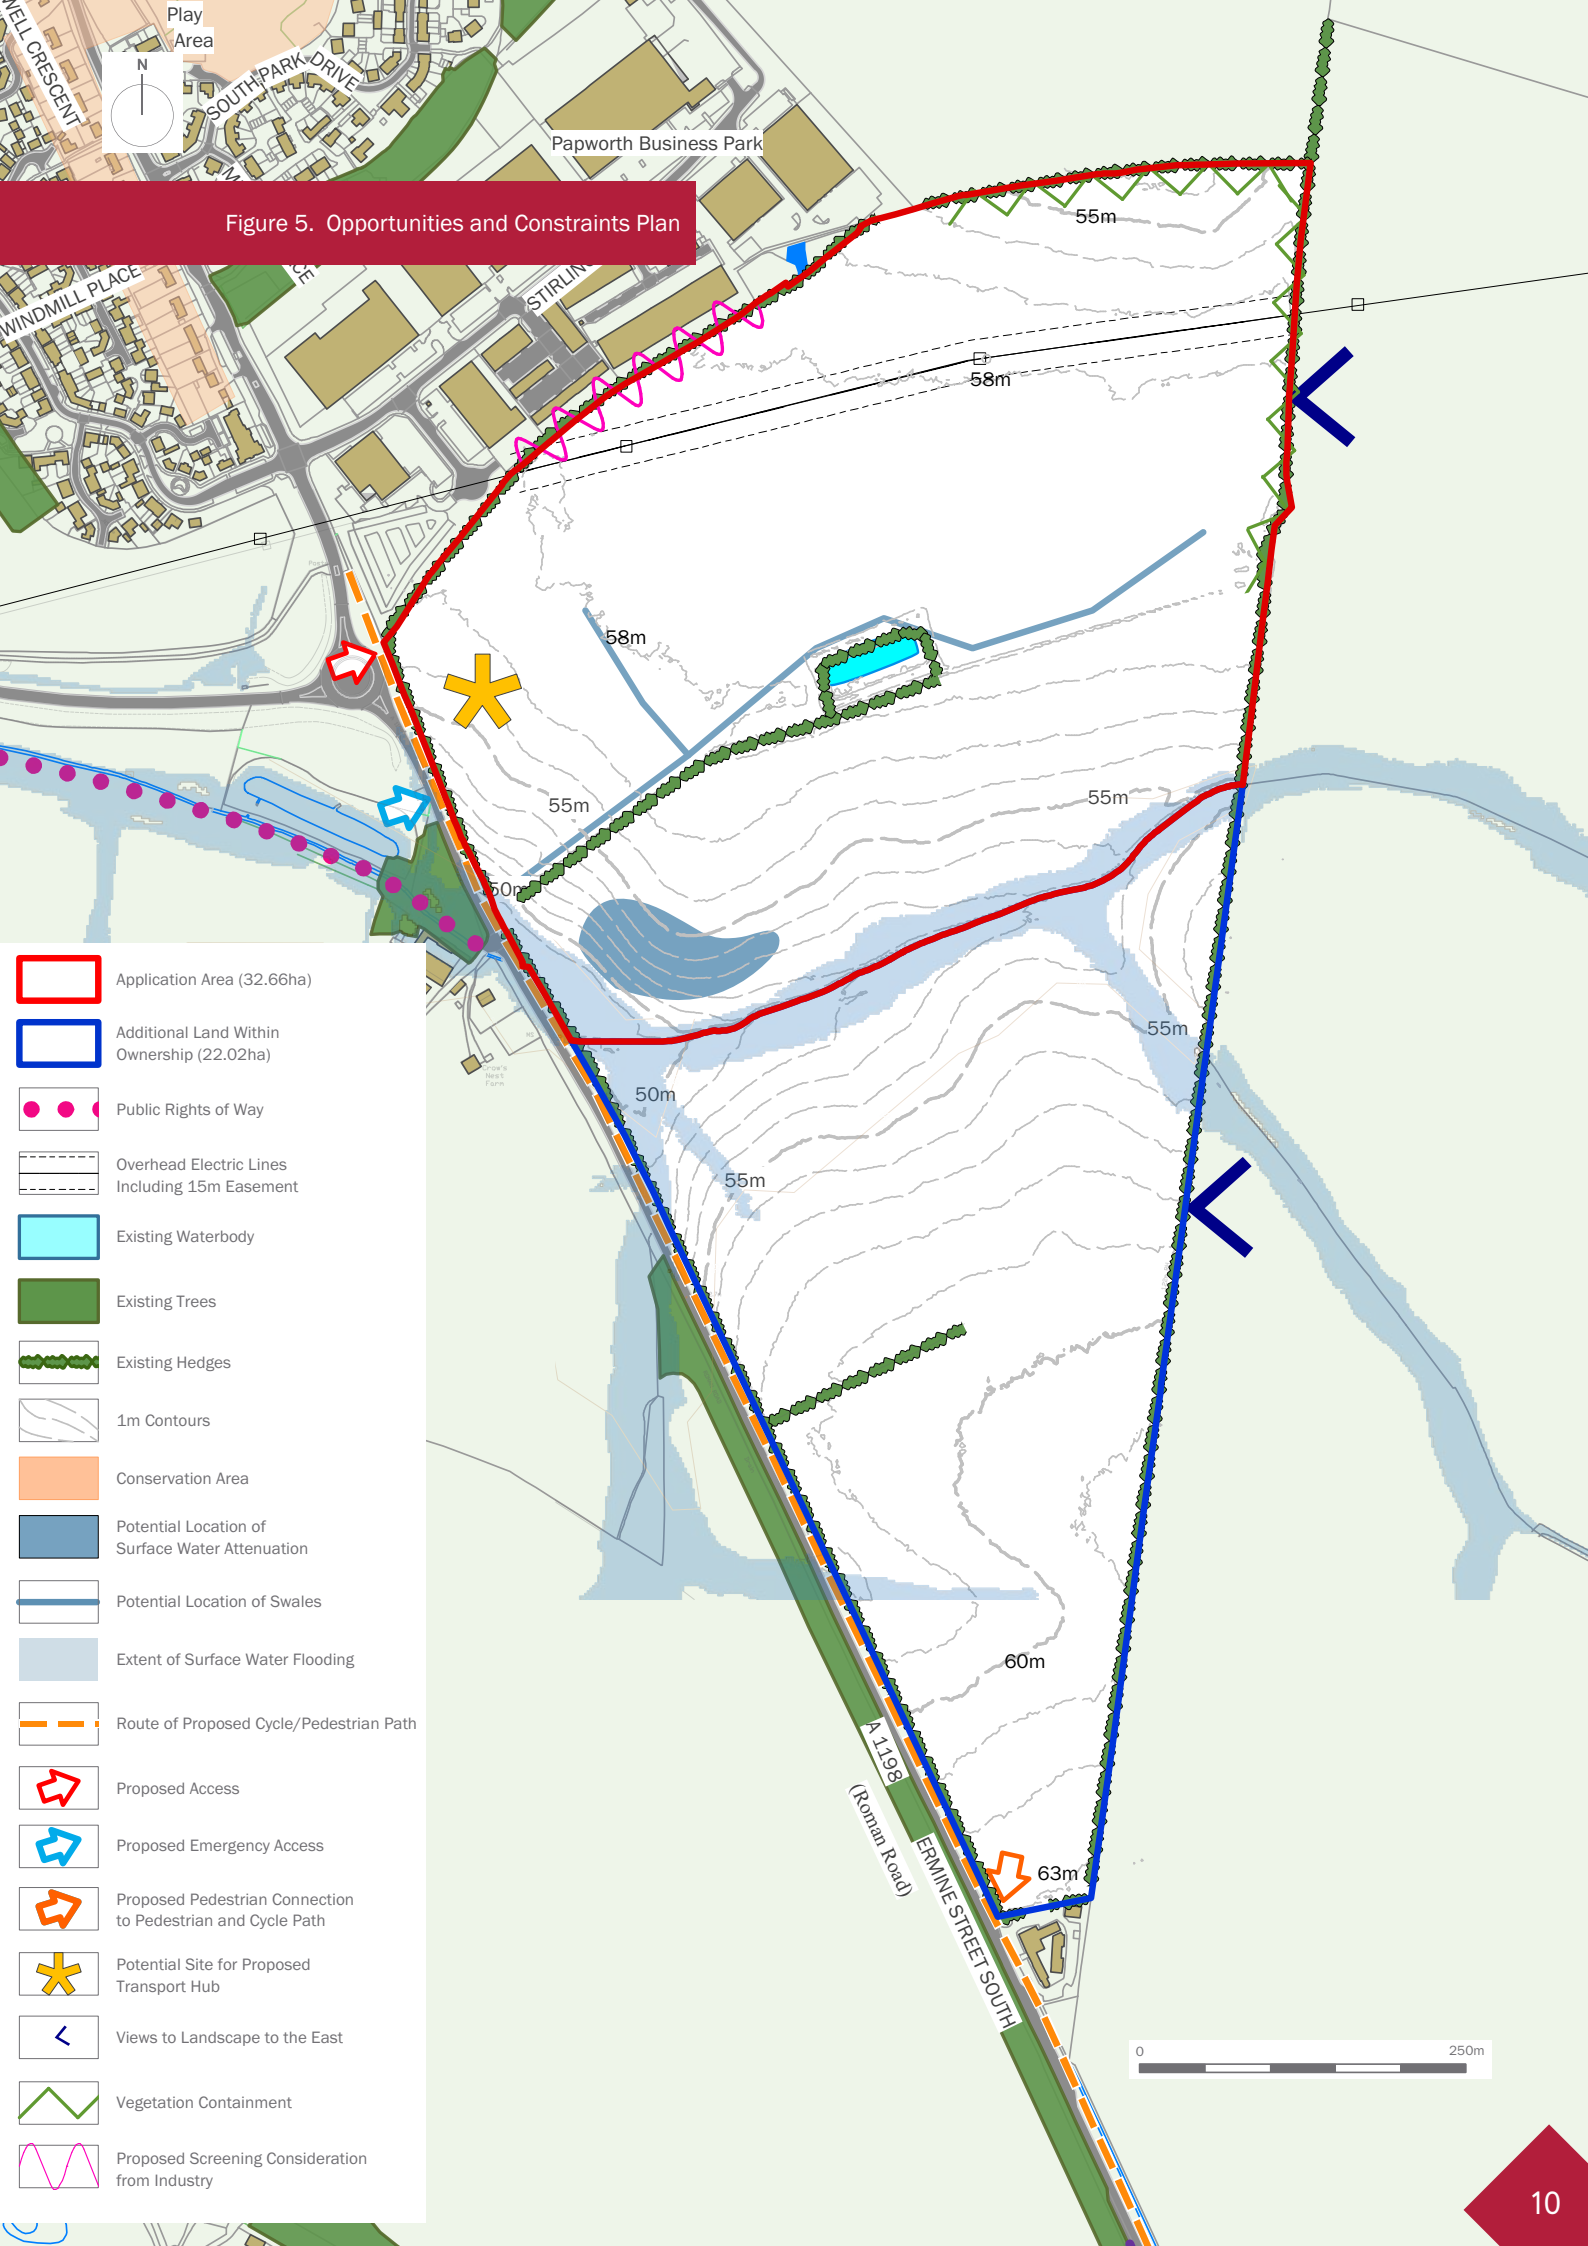 Play
Area
WELL CRESCENT
N
SOUTH PARK DRIVE
Papworth Business Park
Figure 5. Opportunities and Constraints Plan
WINDMILL PLACE
STIRLING
55m
58m
58m
55m
55m
50m
55m
50m
55m
60m
63m
Crow's
Nest
Farm
A 1198
(Roman Road)
ERMINE STREET SOUTH
Application Area (32.66ha)
Additional Land Within
Ownership (22.02ha)
Public Rights of Way
Overhead Electric Lines
Including 15m Easement
Existing Waterbody
Existing Trees
Existing Hedges
1m Contours
Conservation Area
Potential Location of
Surface Water Attenuation
Potential Location of Swales
Extent of Surface Water Flooding
Route of Proposed Cycle/Pedestrian Path
Proposed Access
Proposed Emergency Access
Proposed Pedestrian Connection
to Pedestrian and Cycle Path
Potential Site for Proposed
Transport Hub
Views to Landscape to the East
Vegetation Containment
Proposed Screening Consideration
from Industry
0 250m
10